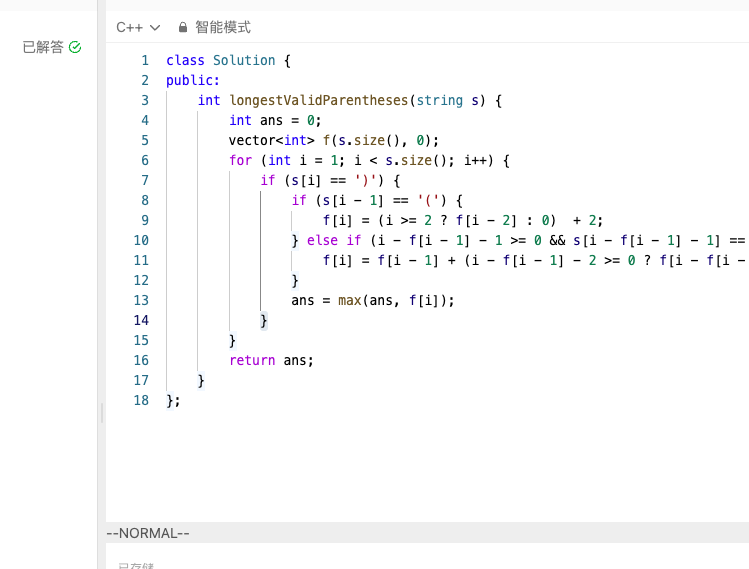 C++ 智能模式
已解答
1 class Solution {
2 public:
3 int longestValidParentheses(string s) {
4 int ans = 0;
5 vector<int> f(s.size(), 0);
6 for (int i = 1; i < s.size(); i++) {
7 if (s[i] == ')') {
8 if (s[i - 1] == '(') {
9 f[i] = (i >= 2 ? f[i - 2] : 0)  + 2;
10 } else if (i - f[i - 1] - 1 >= 0 && s[i - f[i - 1] - 1] ==
11 f[i] = f[i - 1] + (i - f[i - 1] - 2 >= 0 ? f[i - f[i -
12 }
13 ans = max(ans, f[i]);
14 }
15 }
16 return ans;
17 }
18 };
--NORMAL--
已存储